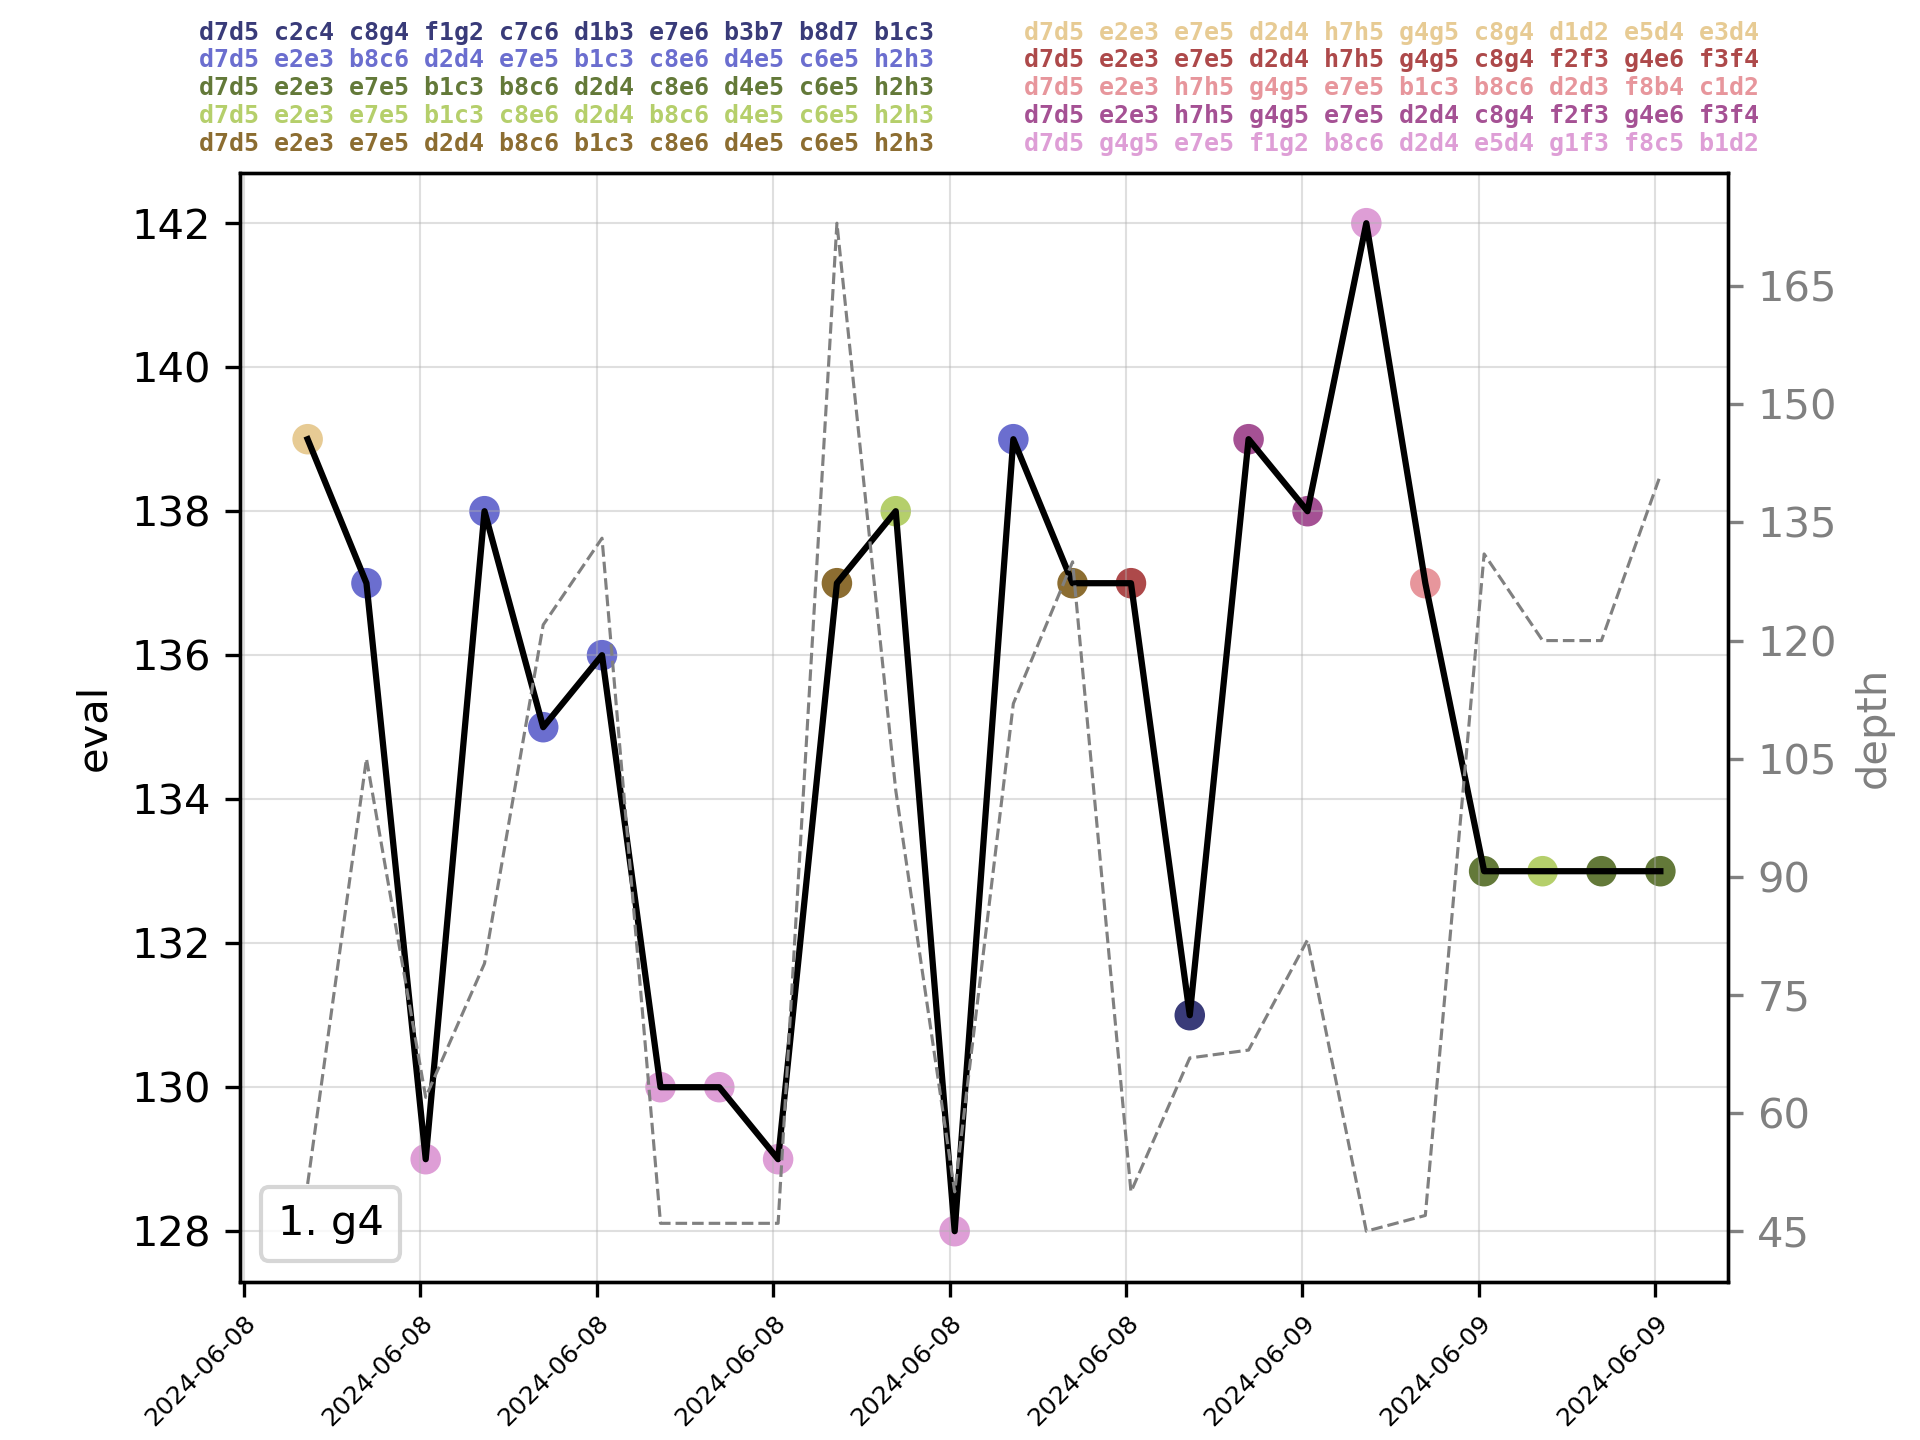 d7d5 c2c4 c8g4 f1g2 c7c6 d1b3 e7e6 b3b7 b8d7 b1c3
d7d5 e2e3 b8c6 d2d4 e7e5 b1c3 c8e6 d4e5 c6e5 h2h3
d7d5 e2e3 e7e5 b1c3 b8c6 d2d4 c8e6 d4e5 c6e5 h2h3
d7d5 e2e3 e7e5 b1c3 c8e6 d2d4 b8c6 d4e5 c6e5 h2h3
d7d5 e2e3 e7e5 d2d4 b8c6 b1c3 c8e6 d4e5 c6e5 h2h3
d7d5 e2e3 e7e5 d2d4 h7h5 g4g5 c8g4 d1d2 e5d4 e3d4
d7d5 e2e3 e7e5 d2d4 h7h5 g4g5 c8g4 f2f3 g4e6 f3f4
d7d5 e2e3 h7h5 g4g5 e7e5 b1c3 b8c6 d2d3 f8b4 c1d2
d7d5 e2e3 h7h5 g4g5 e7e5 d2d4 c8g4 f2f3 g4e6 f3f4
d7d5 g4g5 e7e5 f1g2 b8c6 d2d4 e5d4 g1f3 f8c5 b1d2
eval
142
140
138
136
134
132
130
128
1. g4
165
150
135
120
105
90
75
60
45
depth
2024-06-08
2024-06-08
2024-06-08
2024-06-08
2024-06-08
2024-06-08
2024-06-09
2024-06-09
2024-06-09